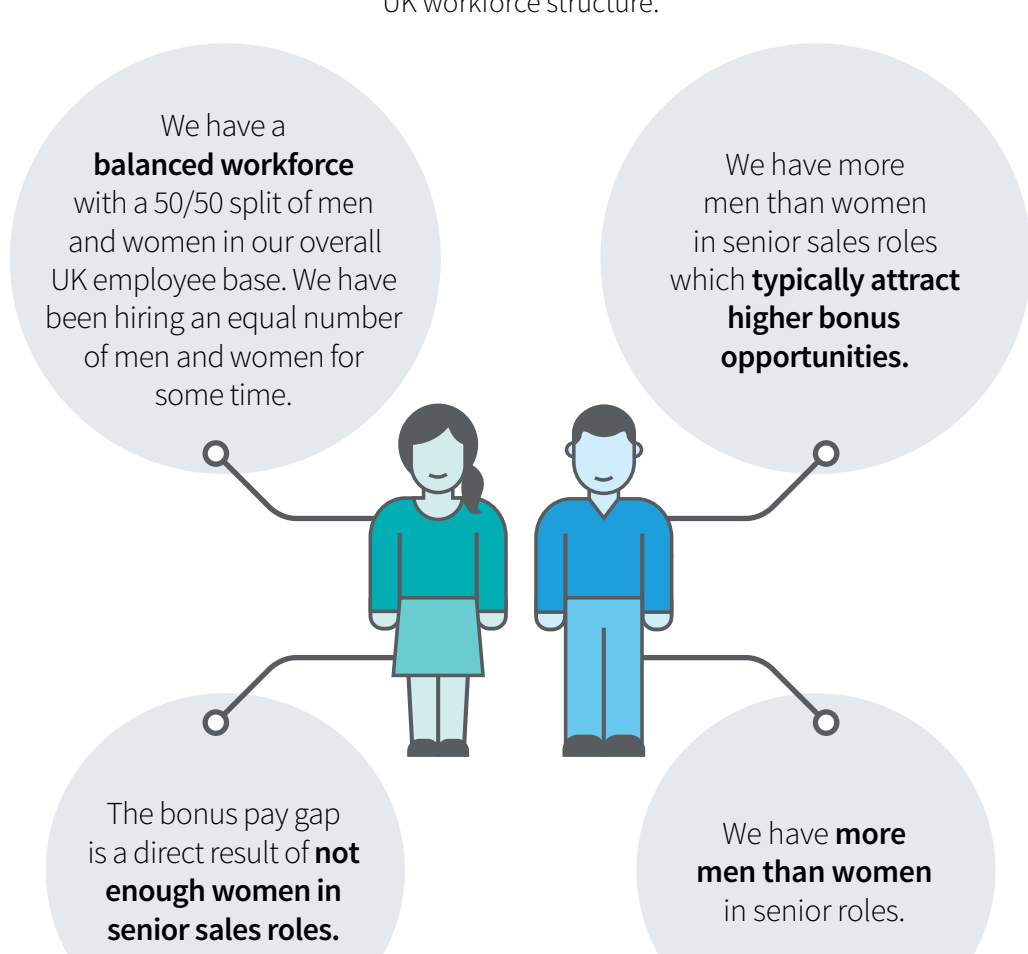 UK workforce structure.
We have a
balanced workforce
with a 50/50 split of men
and women in our overall
UK employee base. We have
been hiring an equal number
of men and women for
some time.
We have more
men than women
in senior sales roles
which typically attract
higher bonus
opportunities.
The bonus pay gap
is a direct result of not
enough women in
senior sales roles.
We have more
men than women
in senior roles.